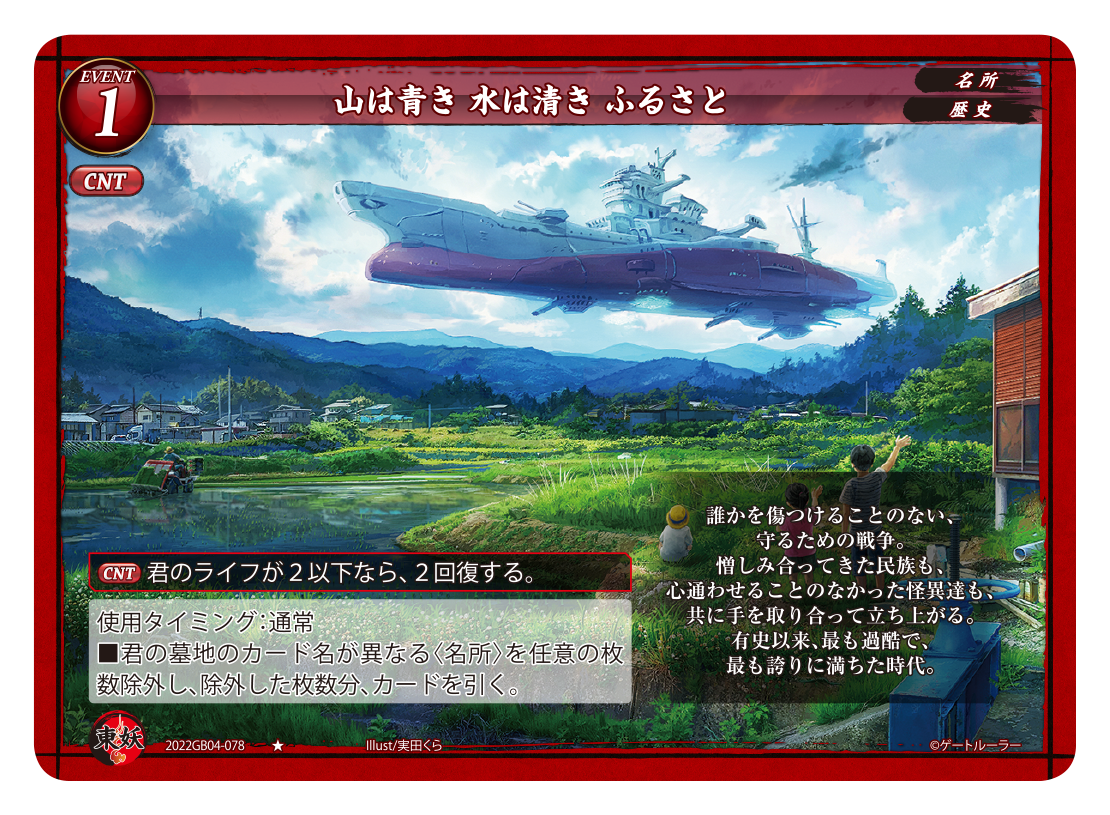 EVENT
1
CNT
山は青き 水は清き ふるさと
名所
歴史
誰かを傷つけることのない、
守るための戦争。
憎しみ合ってきた民族も、
心通わせることのなかった怪異達も、
共に手を取り合って立ち上がる。
有史以来、最も過酷で、
最も誇りに満ちた時代。
CNT 君のライフが２以下なら、２回復する。
使用タイミング：通常
■君の墓地のカード名が異なる〈名所〉を任意の枚
数除外し、除外した枚数分、カードを引く。
東妖
2022GB04-078 ★ Illust/実田くら ©ゲートルーラー